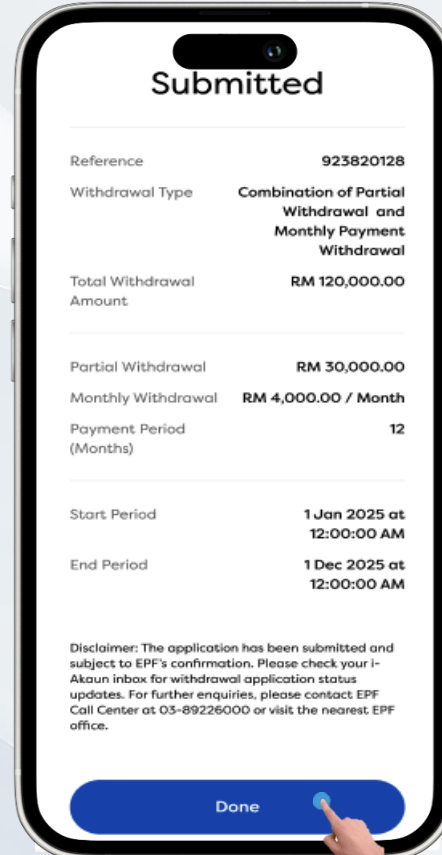 Submitted
Reference 923820128
Withdrawal Type Combination of Partial
Withdrawal and
Monthly Payment
Withdrawal
Total Withdrawal RM 120,000.00
Amount
Partial Withdrawal RM 30,000.00
Monthly Withdrawal RM 4,000.00 / Month
Payment Period 12
(Months)
Start Period 1 Jan 2025 at
12:00:00 AM
End Period 1 Dec 2025 at
12:00:00 AM
Disclaimer: The application has been submitted and
subject to EPF's confirmation. Please check your i-
Akaun inbox for withdrawal application status
updates. For further enquiries, please contact EPF
Call Center at 03-89226000 or visit the nearest EPF
office.
Done